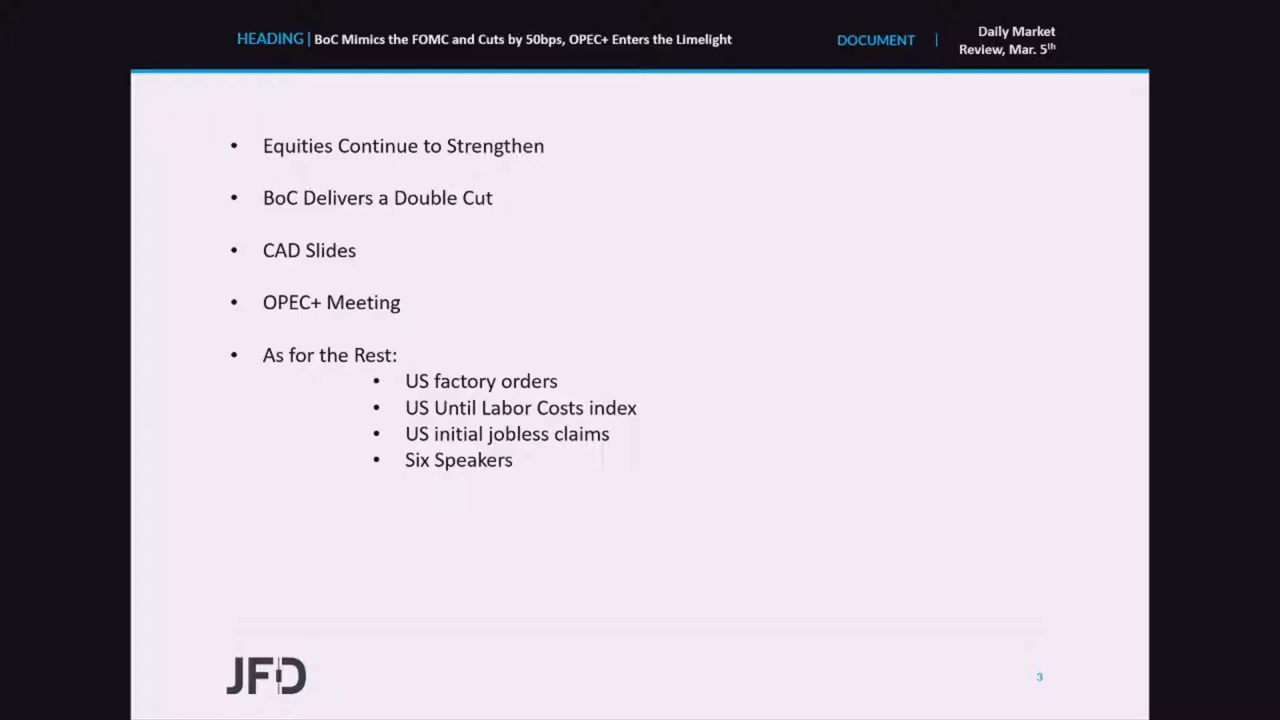 HEADING | BoC Mimics the FOMC and Cuts by 50bps, OPEC+ Enters the Limelight
DOCUMENT | Daily Market
Review, Mar. 5th
• Equities Continue to Strengthen
• BoC Delivers a Double Cut
• CAD Slides
• OPEC+ Meeting
• As for the Rest:
• US factory orders
• US Until Labor Costs index
• US initial jobless claims
• Six Speakers
JFD
3